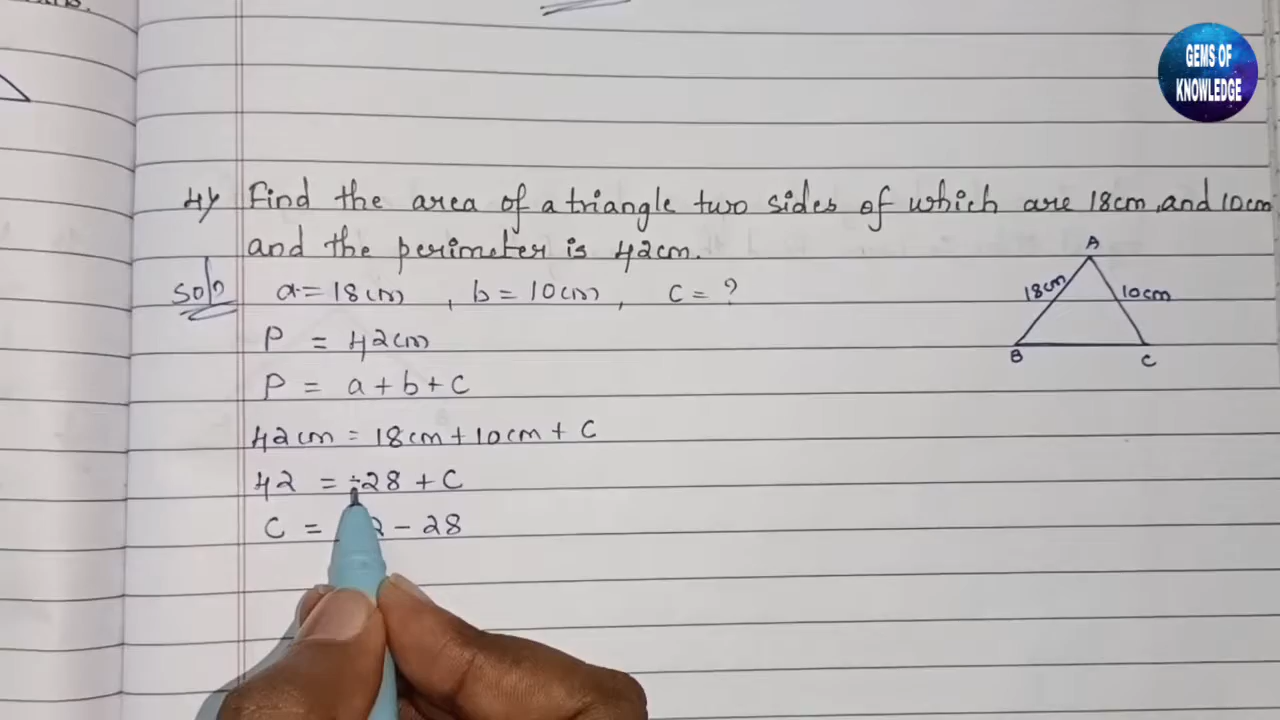 GEMS OF
KNOWLEDGE
4) Find the area of a triangle two sides of which are 18cm, and 10cm
and the perimeter is 42cm.
Sol? a = 18cm , b = 10cm , c = ?
P = 42cm
P = a + b + c
42cm = 18cm + 10cm + c
42 = 28 + c
c = 2 - 28
A
18cm
10cm
B
C